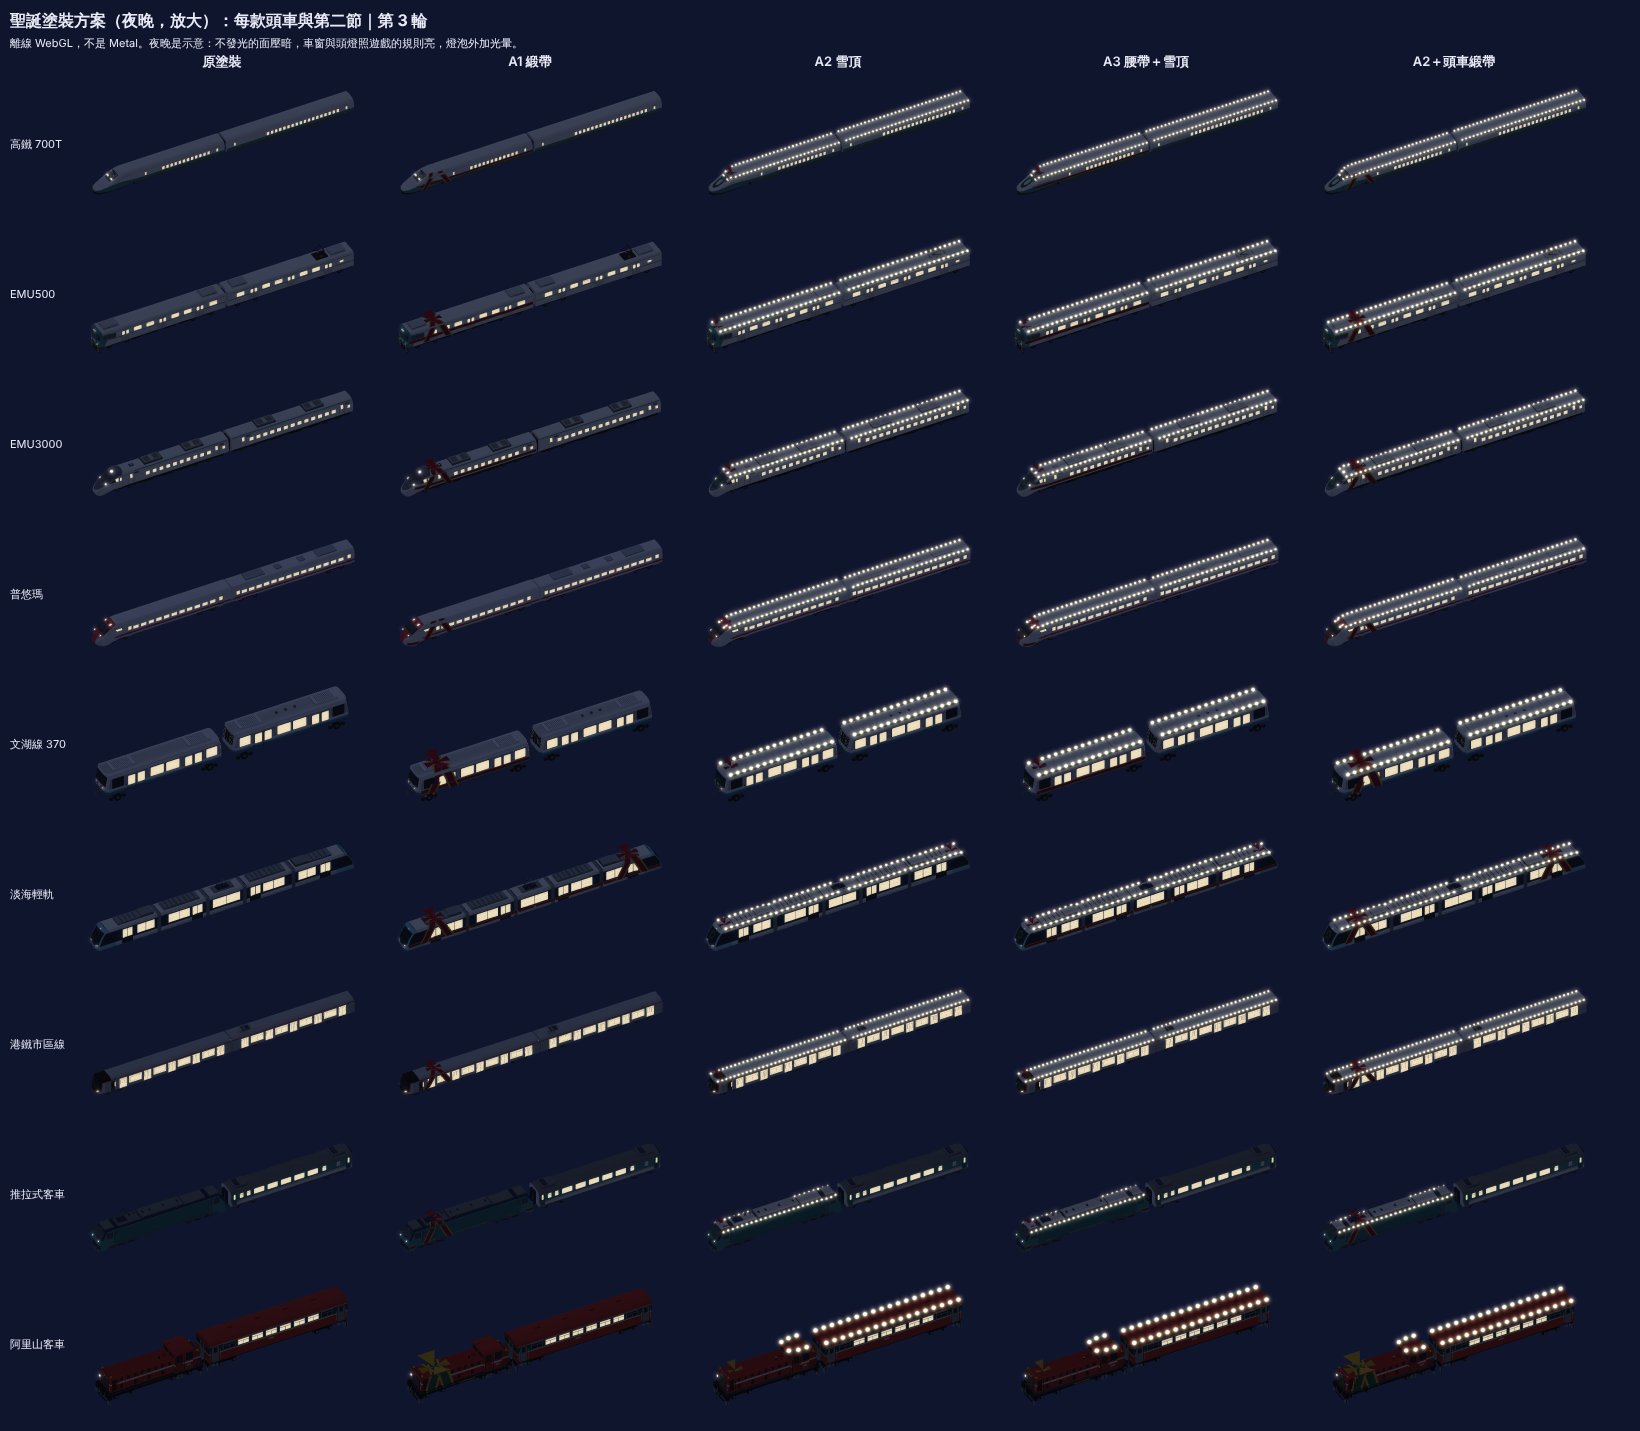 聖誕塗裝方案（夜晚，放大）：每款頭車與第二節｜第 3 輪
離線 WebGL，不是 Metal。夜晚是示意：不發光的面壓暗，車窗與頭燈照遊戲的規則亮，燈泡外加光暈。
原塗裝 A1 緞帶 A2 雪頂 A3 腰帶＋雪頂 A2＋頭車緞帶
高鐵 700T
EMU500
EMU3000
普悠瑪
文湖線 370
淡海輕軌
港鐵市區線
推拉式客車
阿里山客車